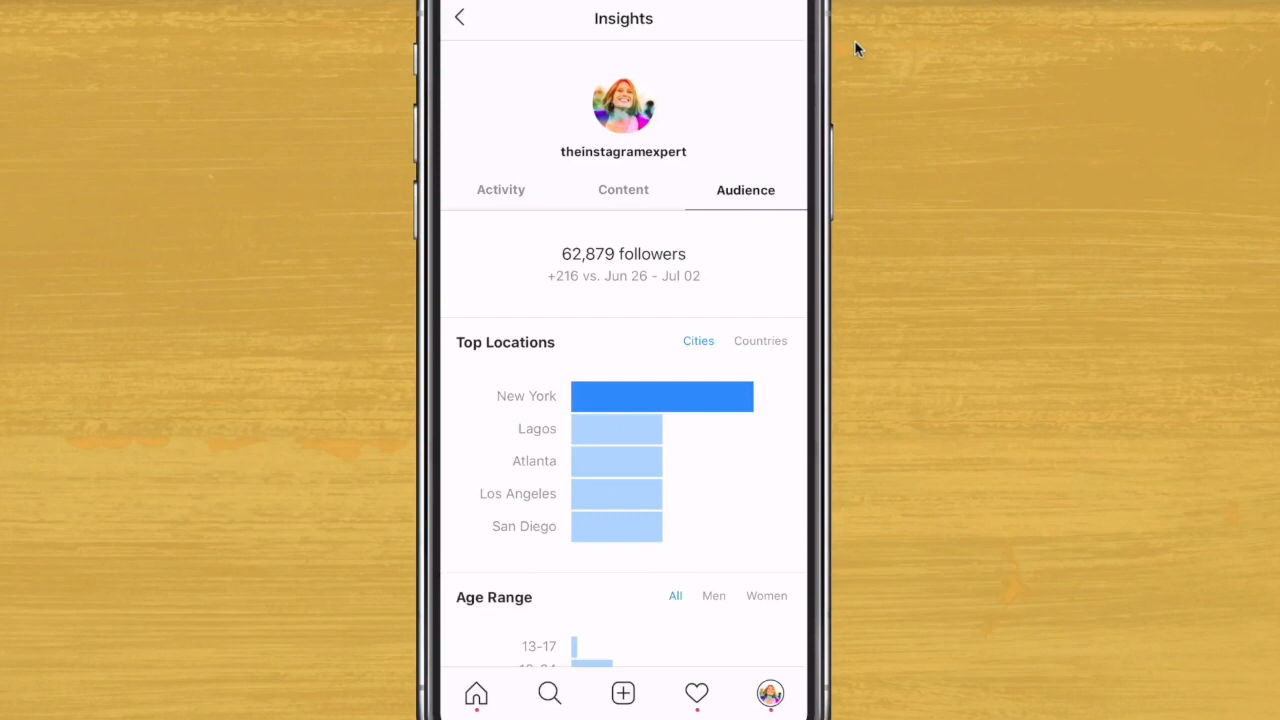 Insights
theinstagramexpert
Activity Content Audience
62,879 followers
+216 vs. Jun 26 - Jul 02
Top Locations Cities Countries
New York
Lagos
Atlanta
Los Angeles
San Diego
Age Range All Men Women
13-17